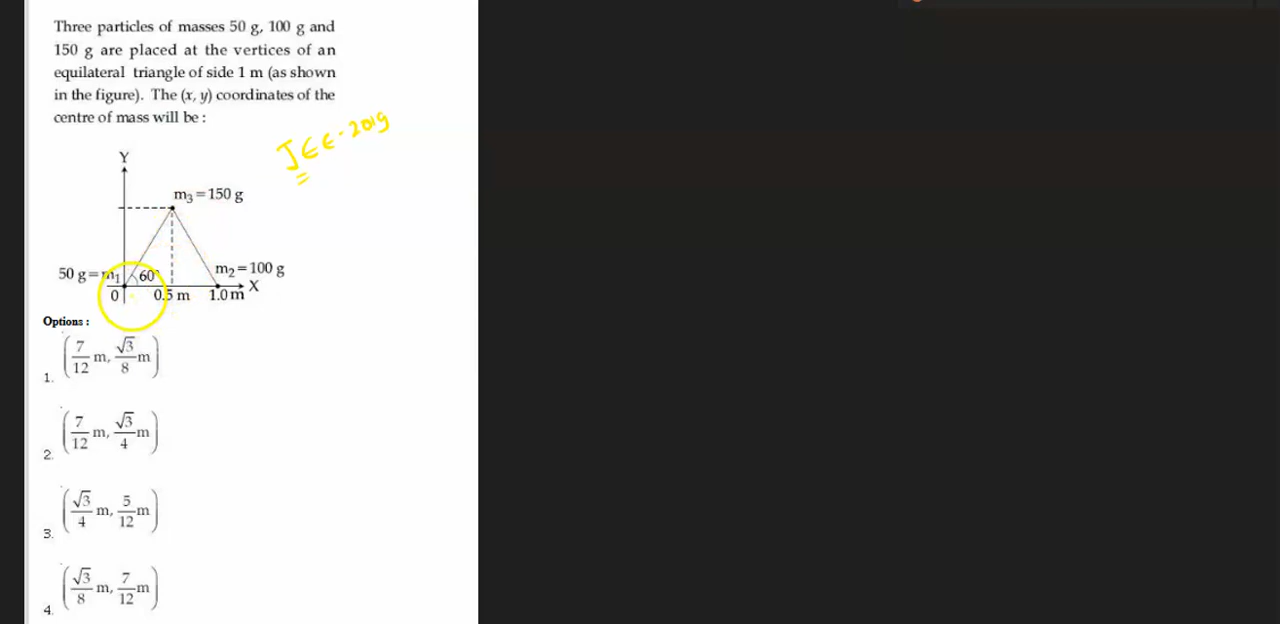 Three particles of masses 50 g, 100 g and
150 g are placed at the vertices of an
equilateral triangle of side 1 m (as shown
in the figure). The (x, y) coordinates of the
centre of mass will be :
JEE-2019
Y
m₃=150 g
50 g=m₁
60°
m₂=100 g
X
0
0.5 m
1.0 m
Options :
1. (7/12 m, √3/8 m)
2. (7/12 m, √3/4 m)
3. (√3/4 m, 5/12 m)
4. (√3/8 m, 7/12 m)